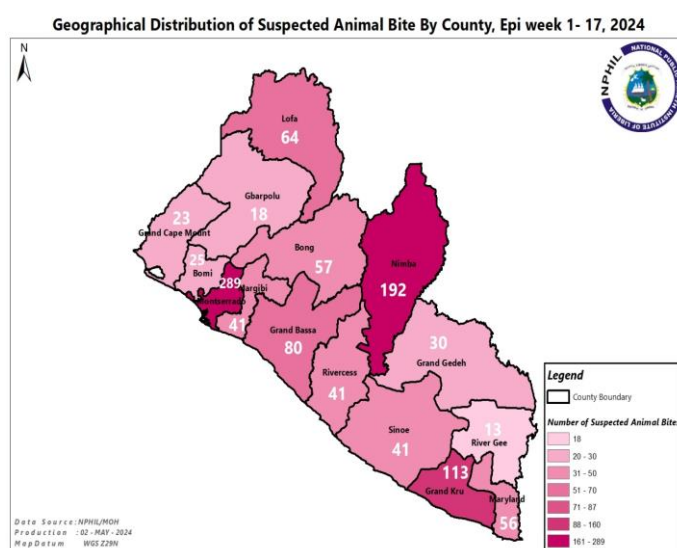 Geographical Distribution of Suspected Animal Bite By County, Epi week 1- 17, 2024
N
NPHIL
NATIONAL PUBLIC HEALTH INSTITUTE OF LIBERIA
Lofa
64
Gbarpolu
18
23
Grand Cape Mount
25
Bomi
Bong
57
Nimba
192
289
Margibi
Montserrado
41
Grand Bassa
80
30
Grand Gedeh
Rivercess
41
Sinoe
41
13
River Gee
113
Grand Kru
Maryland
56
Legend
County Boundary
Number of Suspected Animal Bite
18
20 - 30
31 - 50
51 - 70
71 - 87
88 - 160
161 - 289
Data Source: NPHIL/MOH
Production : 02 - MAY - 2024
Map Datum WGS Z29N